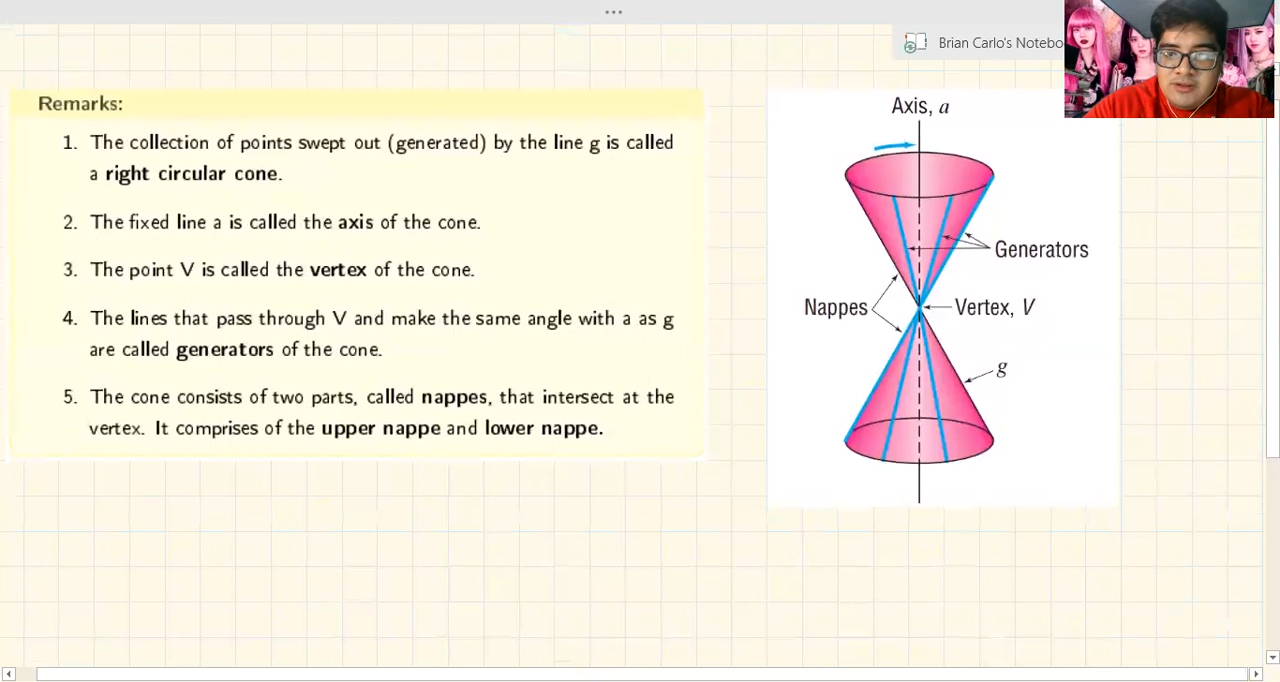 ...
Brian Carlo's Notebo
Remarks:
1. The collection of points swept out (generated) by the line g is called
a right circular cone.
2. The fixed line a is called the axis of the cone.
3. The point V is called the vertex of the cone.
4. The lines that pass through V and make the same angle with a as g
are called generators of the cone.
5. The cone consists of two parts, called nappes, that intersect at the
vertex. It comprises of the upper nappe and lower nappe.
Axis, a
Generators
Nappes
Vertex, V
g